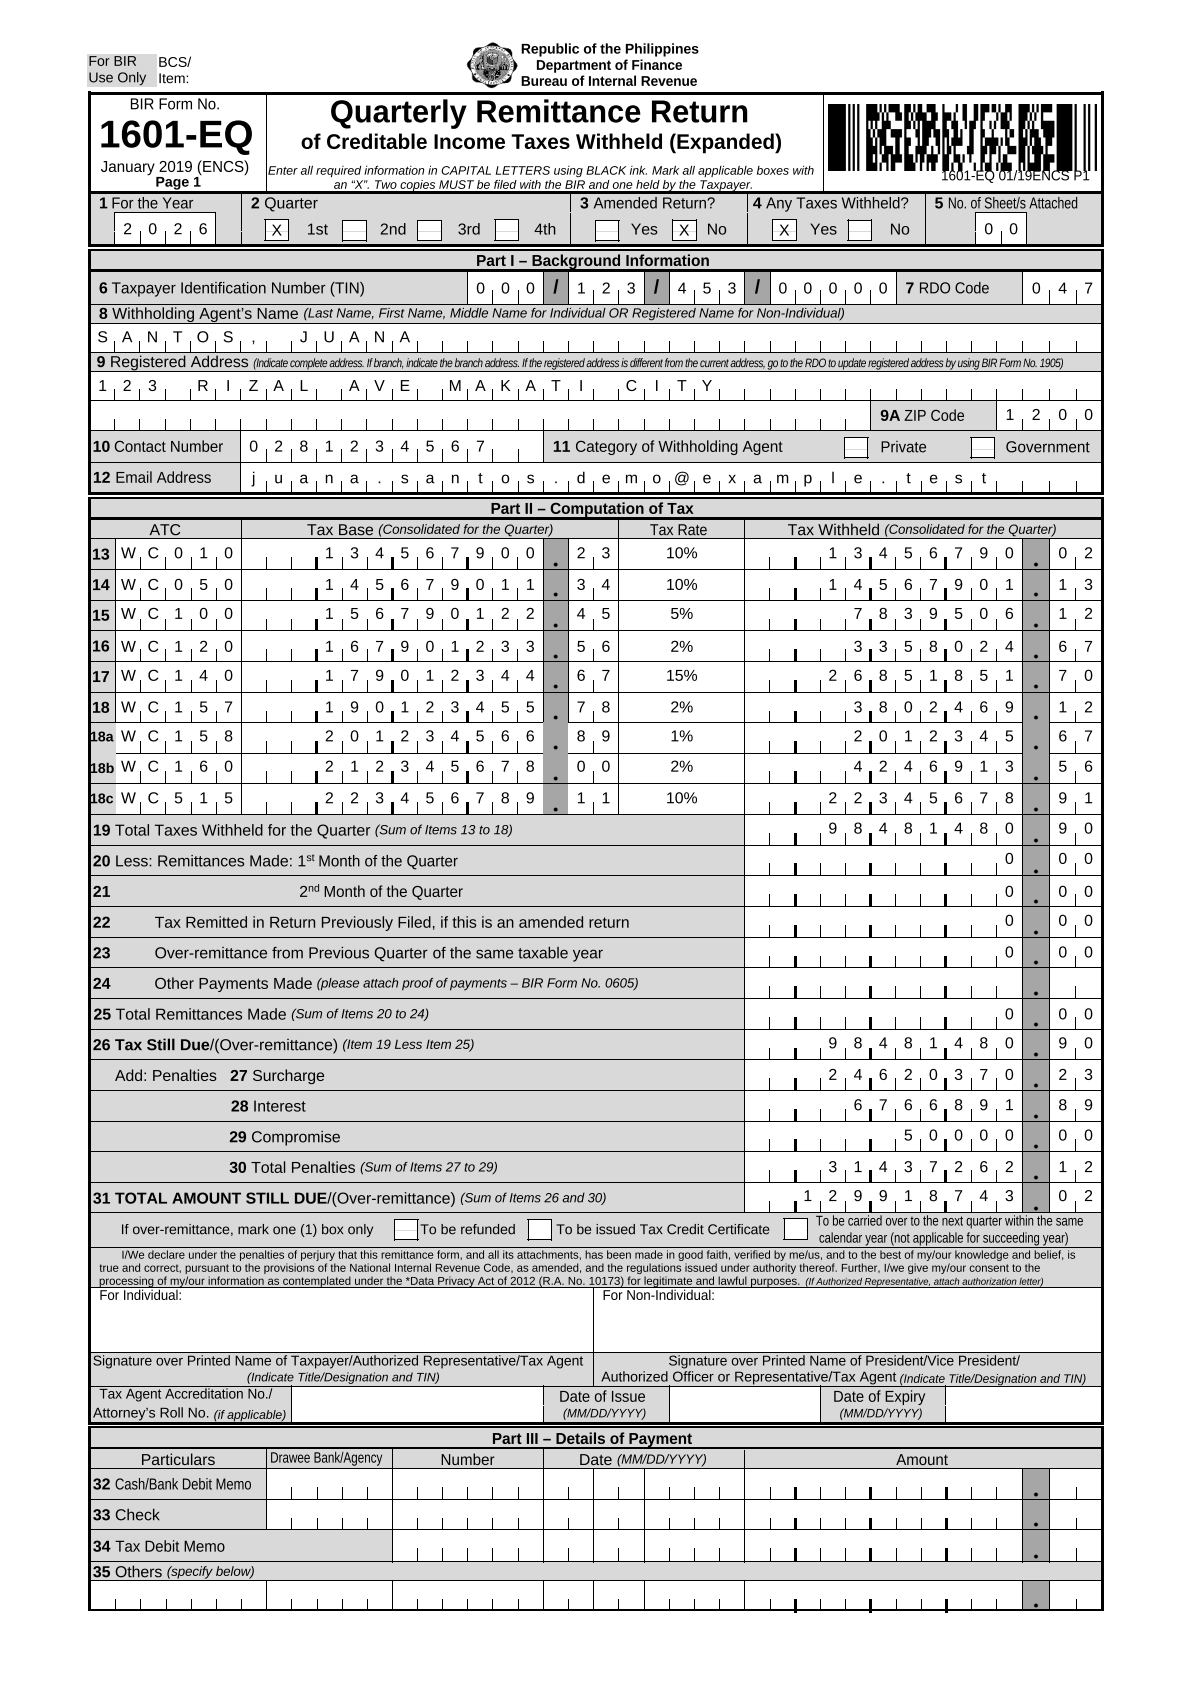 For BIR Use Only BCS/ Item:
Republic of the Philippines
Department of Finance
Bureau of Internal Revenue
BIR Form No.
1601-EQ
January 2019 (ENCS)
Page 1
Quarterly Remittance Return
of Creditable Income Taxes Withheld (Expanded)
Enter all required information in CAPITAL LETTERS using BLACK ink. Mark all applicable boxes with
an “X”. Two copies MUST be filed with the BIR and one held by the Taxpayer.
1601-EQ 01/19ENCS P1
1 For the Year 2 Quarter 3 Amended Return? 4 Any Taxes Withheld? 5 No. of Sheet/s Attached
2 0 2 6 X 1st 2nd 3rd 4th Yes X No X Yes No 0 0
Part I – Background Information
6 Taxpayer Identification Number (TIN) 0 0 0 / 1 2 3 / 4 5 3 / 0 0 0 0 0 7 RDO Code 0 4 7
8 Withholding Agent’s Name (Last Name, First Name, Middle Name for Individual OR Registered Name for Non-Individual)
S A N T O S , J U A N A
9 Registered Address (Indicate complete address. If branch, indicate the branch address. If the registered address is different from the current address, go to the RDO to update registered address by using BIR Form No. 1905)
1 2 3 R I Z A L A V E M A K A T I C I T Y
9A ZIP Code 1 2 0 0
10 Contact Number 0 2 8 1 2 3 4 5 6 7 11 Category of Withholding Agent Private Government
12 Email Address j u a n a . s a n t o s . d e m o @ e x a m p l e . t e s t
Part II – Computation of Tax
ATC Tax Base (Consolidated for the Quarter) Tax Rate Tax Withheld (Consolidated for the Quarter)
13 W C 0 1 0 1 3 4 5 6 7 9 0 0 . 2 3 10% 1 3 4 5 6 7 9 0 . 0 2
14 W C 0 5 0 1 4 5 6 7 9 0 1 1 . 3 4 10% 1 4 5 6 7 9 0 1 . 1 3
15 W C 1 0 0 1 5 6 7 9 0 1 2 2 . 4 5 5% 7 8 3 9 5 0 6 . 1 2
16 W C 1 2 0 1 6 7 9 0 1 2 3 3 . 5 6 2% 3 3 5 8 0 2 4 . 6 7
17 W C 1 4 0 1 7 9 0 1 2 3 4 4 . 6 7 15% 2 6 8 5 1 8 5 1 . 7 0
18 W C 1 5 7 1 9 0 1 2 3 4 5 5 . 7 8 2% 3 8 0 2 4 6 9 . 1 2
18a W C 1 5 8 2 0 1 2 3 4 5 6 6 . 8 9 1% 2 0 1 2 3 4 5 . 6 7
18b W C 1 6 0 2 1 2 3 4 5 6 7 8 . 0 0 2% 4 2 4 6 9 1 3 . 5 6
18c W C 5 1 5 2 2 3 4 5 6 7 8 9 . 1 1 10% 2 2 3 4 5 6 7 8 . 9 1
19 Total Taxes Withheld for the Quarter (Sum of Items 13 to 18) 9 8 4 8 1 4 8 0 . 9 0
20 Less: Remittances Made: 1st Month of the Quarter 0 . 0 0
21 2nd Month of the Quarter 0 . 0 0
22 Tax Remitted in Return Previously Filed, if this is an amended return 0 . 0 0
23 Over-remittance from Previous Quarter of the same taxable year 0 . 0 0
24 Other Payments Made (please attach proof of payments – BIR Form No. 0605) .
25 Total Remittances Made (Sum of Items 20 to 24) 0 . 0 0
26 Tax Still Due/(Over-remittance) (Item 19 Less Item 25) 9 8 4 8 1 4 8 0 . 9 0
Add: Penalties 27 Surcharge 2 4 6 2 0 3 7 0 . 2 3
28 Interest 6 7 6 6 8 9 1 . 8 9
29 Compromise 5 0 0 0 0 . 0 0
30 Total Penalties (Sum of Items 27 to 29) 3 1 4 3 7 2 6 2 . 1 2
31 TOTAL AMOUNT STILL DUE/(Over-remittance) (Sum of Items 26 and 30) 1 2 9 9 1 8 7 4 3 . 0 2
If over-remittance, mark one (1) box only To be refunded To be issued Tax Credit Certificate To be carried over to the next quarter within the same
calendar year (not applicable for succeeding year)
I/We declare under the penalties of perjury that this remittance form, and all its attachments, has been made in good faith, verified by me/us, and to the best of my/our knowledge and belief, is
true and correct, pursuant to the provisions of the National Internal Revenue Code, as amended, and the regulations issued under authority thereof. Further, I/we give my/our consent to the
processing of my/our information as contemplated under the *Data Privacy Act of 2012 (R.A. No. 10173) for legitimate and lawful purposes. (If Authorized Representative, attach authorization letter)
For Individual: For Non-Individual:
Signature over Printed Name of Taxpayer/Authorized Representative/Tax Agent Signature over Printed Name of President/Vice President/
(Indicate Title/Designation and TIN) Authorized Officer or Representative/Tax Agent (Indicate Title/Designation and TIN)
Tax Agent Accreditation No./ Date of Issue Date of Expiry
Attorney’s Roll No. (if applicable) (MM/DD/YYYY) (MM/DD/YYYY)
Part III – Details of Payment
Particulars Drawee Bank/Agency Number Date (MM/DD/YYYY) Amount
32 Cash/Bank Debit Memo .
33 Check .
34 Tax Debit Memo .
35 Others (specify below)
.